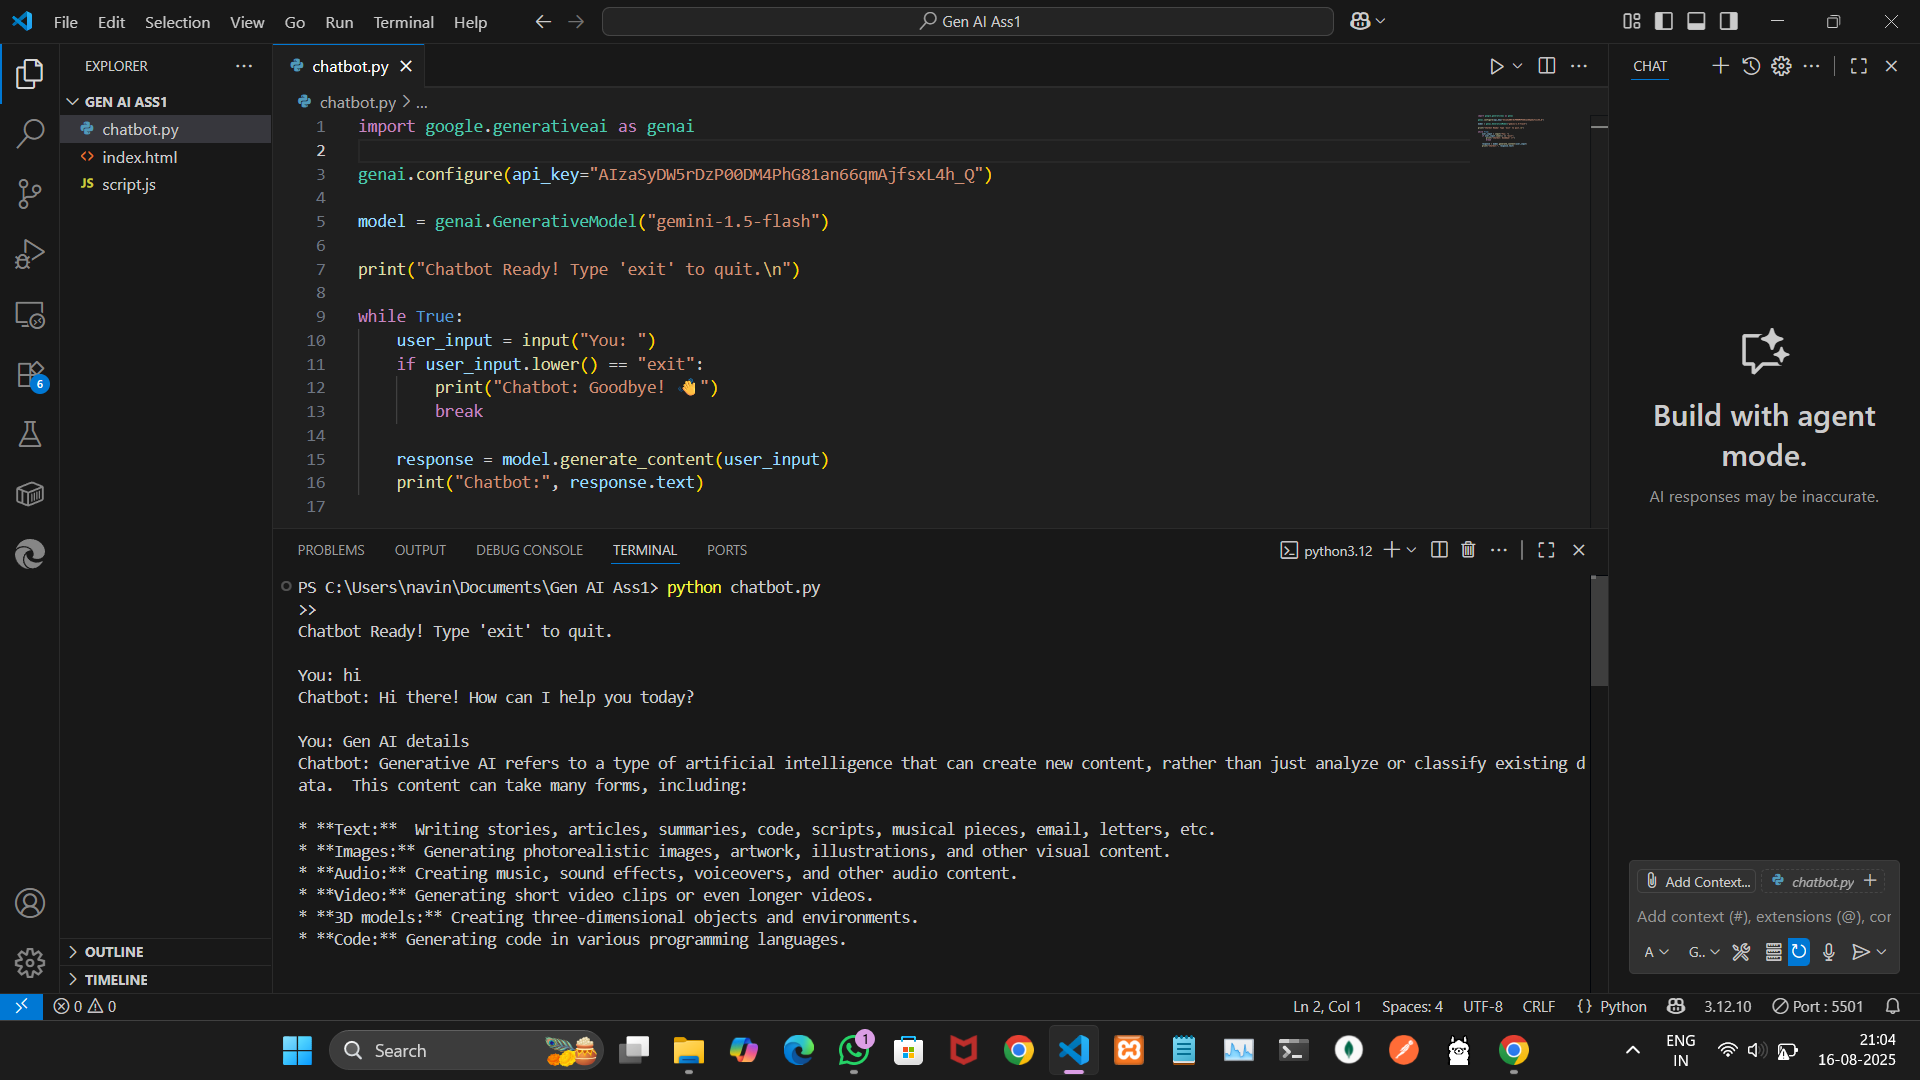 File Edit Selection View Go Run Terminal Help
Gen AI Ass1
EXPLORER
GEN AI ASS1
chatbot.py
index.html
JS script.js
OUTLINE
TIMELINE
6
chatbot.py
chatbot.py > ...
1 import google.generativeai as genai
2
3 genai.configure(api_key="AIzaSyDW5rDzP00DM4PhG81an66qmAjfsxL4h_Q")
4
5 model = genai.GenerativeModel("gemini-1.5-flash")
6
7 print("Chatbot Ready! Type 'exit' to quit.\n")
8
9 while True:
10 user_input = input("You: ")
11 if user_input.lower() == "exit":
12 print("Chatbot: Goodbye! 👋")
13 break
14
15 response = model.generate_content(user_input)
16 print("Chatbot:", response.text)
17
PROBLEMS OUTPUT DEBUG CONSOLE TERMINAL PORTS
python3.12
PS C:\Users\navin\Documents\Gen AI Ass1> python chatbot.py
>>
Chatbot Ready! Type 'exit' to quit.
You: hi
Chatbot: Hi there! How can I help you today?
You: Gen AI details
Chatbot: Generative AI refers to a type of artificial intelligence that can create new content, rather than just analyze or classify existing d
ata.  This content can take many forms, including:
* **Text:**  Writing stories, articles, summaries, code, scripts, musical pieces, email, letters, etc.
* **Images:** Generating photorealistic images, artwork, illustrations, and other visual content.
* **Audio:** Creating music, sound effects, voiceovers, and other audio content.
* **Video:** Generating short video clips or even longer videos.
* **3D models:** Creating three-dimensional objects and environments.
* **Code:** Generating code in various programming languages.
CHAT
Build with agent
mode.
AI responses may be inaccurate.
Add Context... chatbot.py
Add context (#), extensions (@), cor
A G..
0 0
Ln 2, Col 1 Spaces: 4 UTF-8 CRLF {} Python 3.12.10 Port : 5501
Search
1
ENG
IN
21:04
16-08-2025